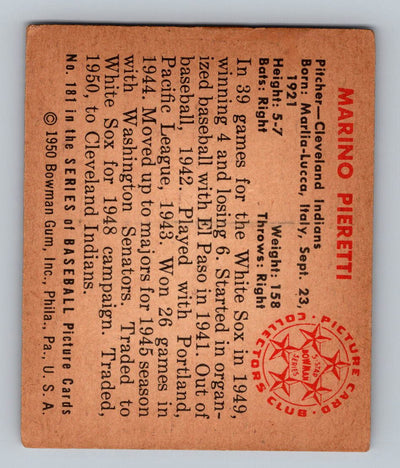 MARINO PIERETTI
Pitcher—Cleveland Indians
Born: Marlia-Lucca, Italy, Sept. 23,
1921
Height: 5-7 Weight: 158
Bats: Right Throws: Right
In 39 games for the White Sox in 1949,
winning 4 and losing 6. Started in organ-
ized baseball with El Paso in 1941. Out of
baseball, 1942. Played with Portland,
Pacific League, 1943. Won 26 games in
1944. Moved up to majors for 1945 season
with Washington Senators. Traded to
White Sox for 1948 campaign. Traded,
1950, to Cleveland Indians.
No. 181 in the SERIES of BASEBALL Picture Cards
©1950 Bowman Gum, Inc., Phila., Pa., U. S. A.
PICTURE CARD
COLLECTORS CLUB
5-STAR
BOWMAN
SERIES